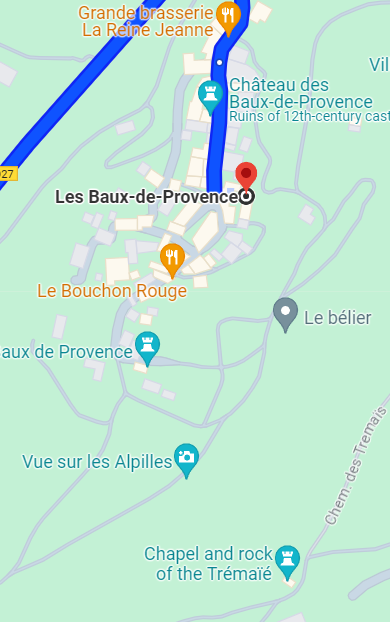 Grande brasserie
La Reine Jeanne
Vil
Château des
Baux-de-Provence
Ruins of 12th-century cast
027
Les Baux-de-Provence
Le Bouchon Rouge
Le bélier
aux de Provence
Vue sur les Alpilles
Chem. des Tremaïs
Chapel and rock
of the Trémaïé